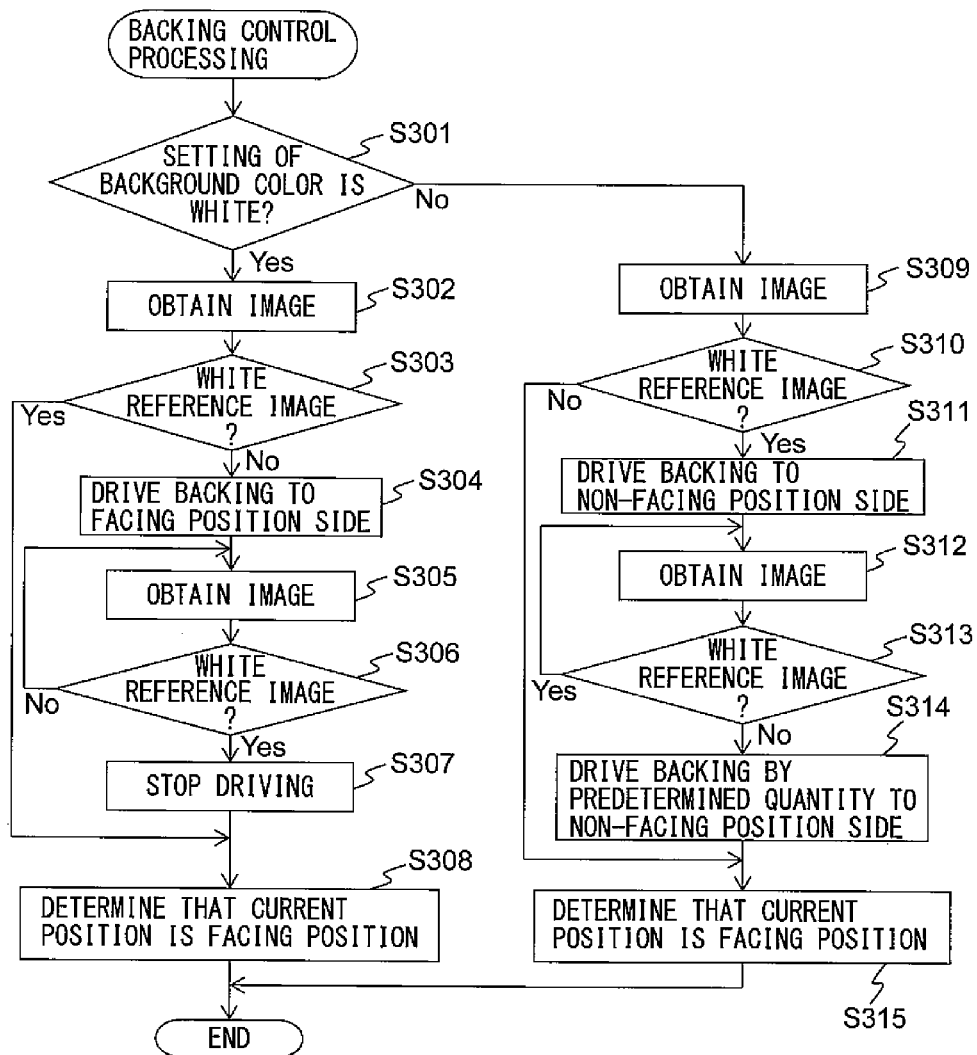 BACKING CONTROL
PROCESSING
S301
SETTING OF
BACKGROUND COLOR IS
WHITE?
No
Yes
S302
OBTAIN IMAGE
S303
WHITE
REFERENCE IMAGE
?
Yes
No
S304
DRIVE BACKING TO
FACING POSITION SIDE
S305
OBTAIN IMAGE
S306
WHITE
REFERENCE IMAGE
?
No
Yes
S307
STOP DRIVING
S308
DETERMINE THAT CURRENT
POSITION IS FACING POSITION
END
S309
OBTAIN IMAGE
S310
WHITE
REFERENCE IMAGE
?
No
Yes
S311
DRIVE BACKING TO
NON-FACING POSITION SIDE
S312
OBTAIN IMAGE
S313
WHITE
REFERENCE IMAGE
?
Yes
No
S314
DRIVE BACKING BY
PREDETERMINED QUANTITY TO
NON-FACING POSITION SIDE
DETERMINE THAT CURRENT
POSITION IS FACING POSITION
S315